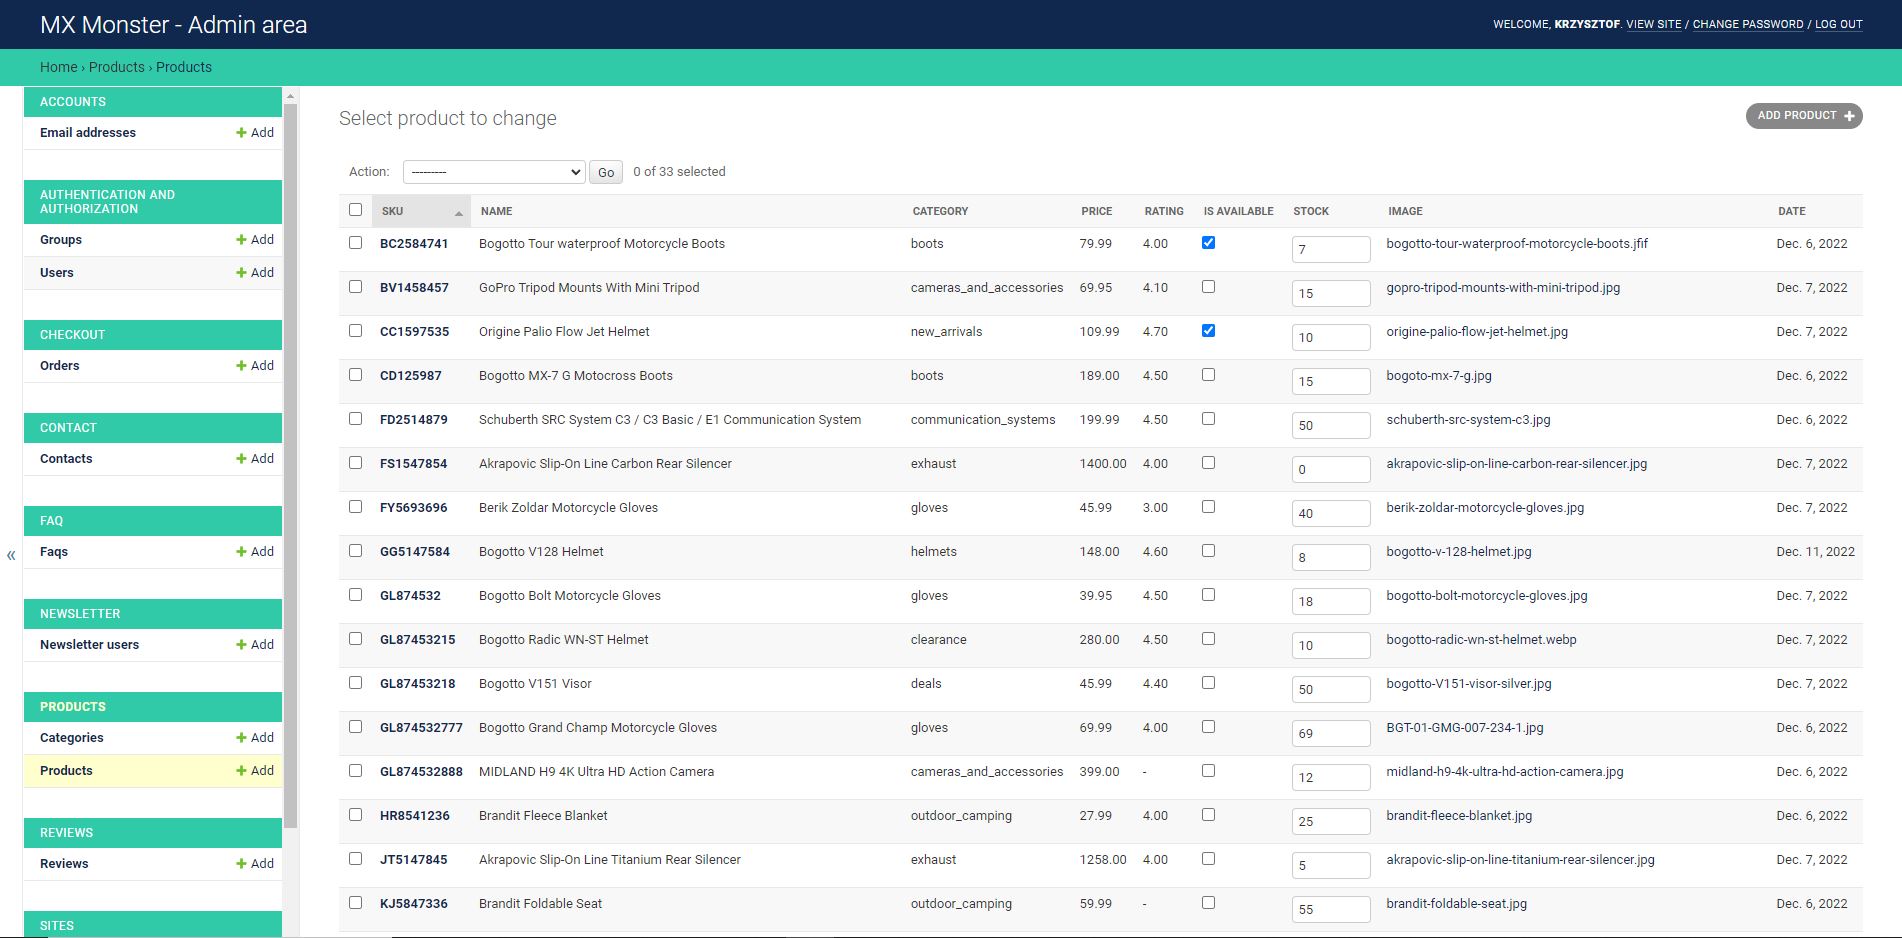 MX Monster - Admin area
WELCOME, KRZYSZTOF. VIEW SITE / CHANGE PASSWORD / LOG OUT
Home › Products › Products
ACCOUNTS
Email addresses Add
AUTHENTICATION AND
AUTHORIZATION
Groups Add
Users Add
CHECKOUT
Orders Add
CONTACT
Contacts Add
FAQ
Faqs Add
NEWSLETTER
Newsletter users Add
PRODUCTS
Categories Add
Products Add
REVIEWS
Reviews Add
SITES
«
Select product to change
ADD PRODUCT +
Action: --------- Go 0 of 33 selected
SKU NAME CATEGORY PRICE RATING IS AVAILABLE STOCK IMAGE DATE
BC2584741 Bogotto Tour waterproof Motorcycle Boots boots 79.99 4.00 7 bogotto-tour-waterproof-motorcycle-boots.jfif Dec. 6, 2022
BV1458457 GoPro Tripod Mounts With Mini Tripod cameras_and_accessories 69.95 4.10 15 gopro-tripod-mounts-with-mini-tripod.jpg Dec. 7, 2022
CC1597535 Origine Palio Flow Jet Helmet new_arrivals 109.99 4.70 10 origine-palio-flow-jet-helmet.jpg Dec. 7, 2022
CD125987 Bogotto MX-7 G Motocross Boots boots 189.00 4.50 15 bogoto-mx-7-g.jpg Dec. 6, 2022
FD2514879 Schuberth SRC System C3 / C3 Basic / E1 Communication System communication_systems 199.99 4.50 50 schuberth-src-system-c3.jpg Dec. 6, 2022
FS1547854 Akrapovic Slip-On Line Carbon Rear Silencer exhaust 1400.00 4.00 0 akrapovic-slip-on-line-carbon-rear-silencer.jpg Dec. 7, 2022
FY5693696 Berik Zoldar Motorcycle Gloves gloves 45.99 3.00 40 berik-zoldar-motorcycle-gloves.jpg Dec. 7, 2022
GG5147584 Bogotto V128 Helmet helmets 148.00 4.60 8 bogotto-v-128-helmet.jpg Dec. 11, 2022
GL874532 Bogotto Bolt Motorcycle Gloves gloves 39.95 4.50 18 bogotto-bolt-motorcycle-gloves.jpg Dec. 7, 2022
GL87453215 Bogotto Radic WN-ST Helmet clearance 280.00 4.50 10 bogotto-radic-wn-st-helmet.webp Dec. 7, 2022
GL87453218 Bogotto V151 Visor deals 45.99 4.40 50 bogotto-V151-visor-silver.jpg Dec. 7, 2022
GL874532777 Bogotto Grand Champ Motorcycle Gloves gloves 69.99 4.00 69 BGT-01-GMG-007-234-1.jpg Dec. 6, 2022
GL874532888 MIDLAND H9 4K Ultra HD Action Camera cameras_and_accessories 399.00 - 12 midland-h9-4k-ultra-hd-action-camera.jpg Dec. 6, 2022
HR8541236 Brandit Fleece Blanket outdoor_camping 27.99 4.00 25 brandit-fleece-blanket.jpg Dec. 6, 2022
JT5147845 Akrapovic Slip-On Line Titanium Rear Silencer exhaust 1258.00 4.00 5 akrapovic-slip-on-line-titanium-rear-silencer.jpg Dec. 7, 2022
KJ5847336 Brandit Foldable Seat outdoor_camping 59.99 - 55 brandit-foldable-seat.jpg Dec. 6, 2022